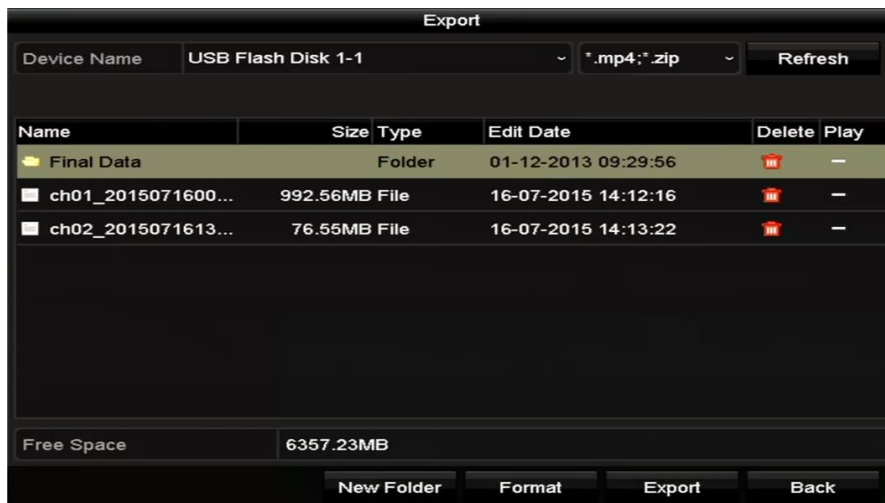 Export
Device Name USB Flash Disk 1-1 *.mp4;*.zip Refresh
Name Size Type Edit Date Delete Play
Final Data Folder 01-12-2013 09:29:56
ch01_2015071600... 992.56MB File 16-07-2015 14:12:16
ch02_2015071613... 76.55MB File 16-07-2015 14:13:22
Free Space 6357.23MB
New Folder Format Export Back